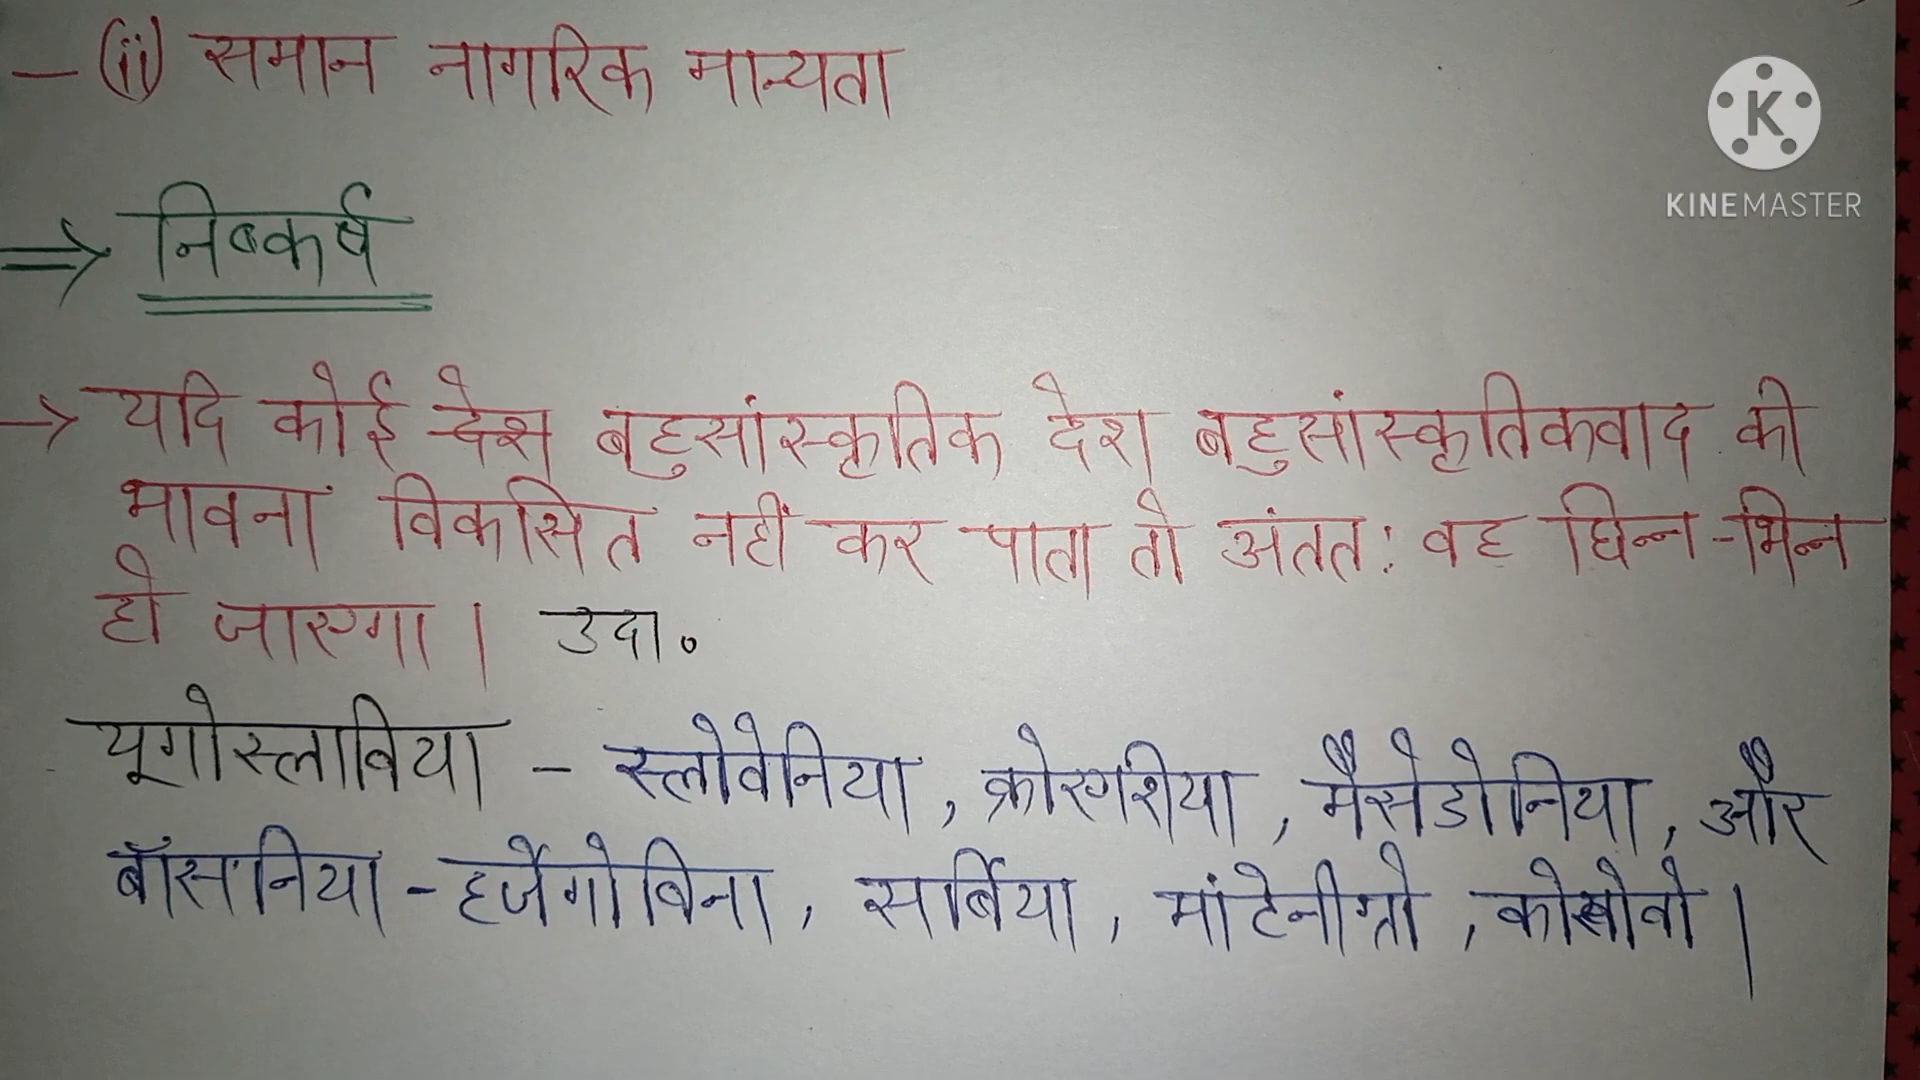 - (ii) समान नागरिक मान्यता
K
KINEMASTER
⇒ निष्कर्ष
→ यदि कोई देश बहुसांस्कृतिक देश बहुसांस्कृतिकवाद की
भावना विकसित नहीं कर पाता तो अंततः वह छिन्न-भिन्न
हो जाएगा। उदा.
यूगोस्लाविया - स्लोवेनिया, क्रोएशिया, मैसेडोनिया, और
बॉसनिया - हर्जेगोविना, सर्बिया, मांटेनीग्रो, कोसोवो।